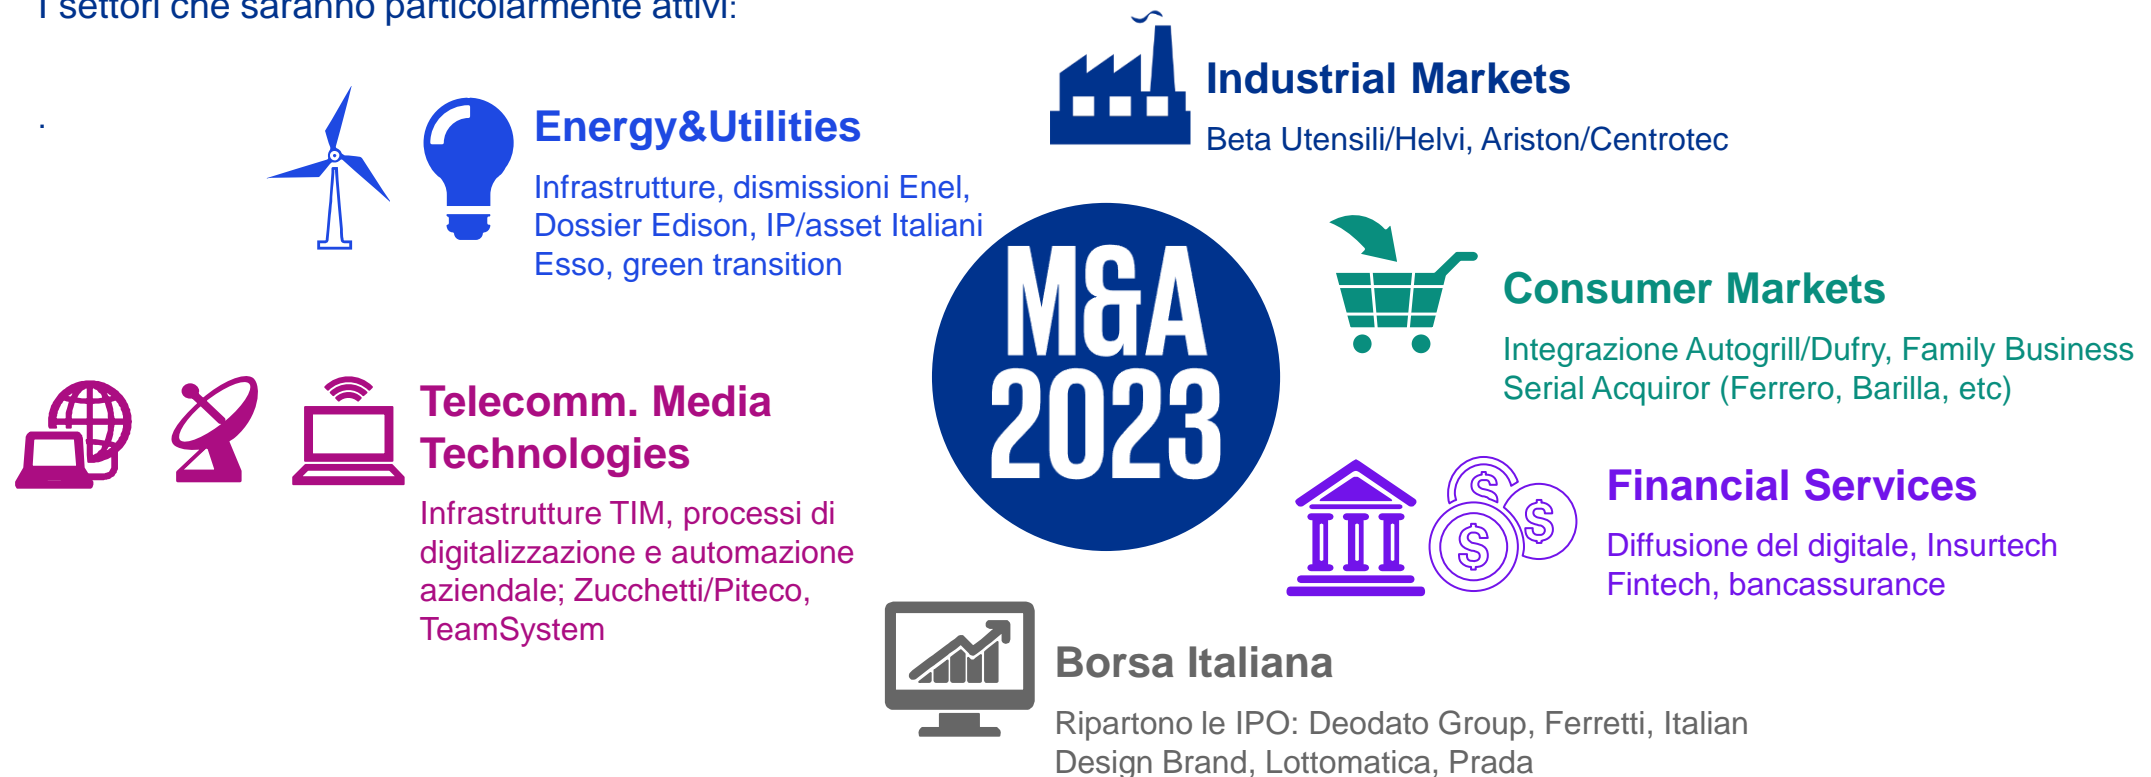 I settori che saranno particolarmente attivi:
.
Energy&Utilities
Infrastrutture, dismissioni Enel,
Dossier Edison, IP/asset Italiani
Esso, green transition
Industrial Markets
Beta Utensili/Helvi, Ariston/Centrotec
M&A
2023
Consumer Markets
Integrazione Autogrill/Dufry, Family Business
Serial Acquiror (Ferrero, Barilla, etc)
Telecomm. Media
Technologies
Infrastrutture TIM, processi di
digitalizzazione e automazione
aziendale; Zucchetti/Piteco,
TeamSystem
$
$
$
Financial Services
Diffusione del digitale, Insurtech
Fintech, bancassurance
Borsa Italiana
Ripartono le IPO: Deodato Group, Ferretti, Italian
Design Brand, Lottomatica, Prada